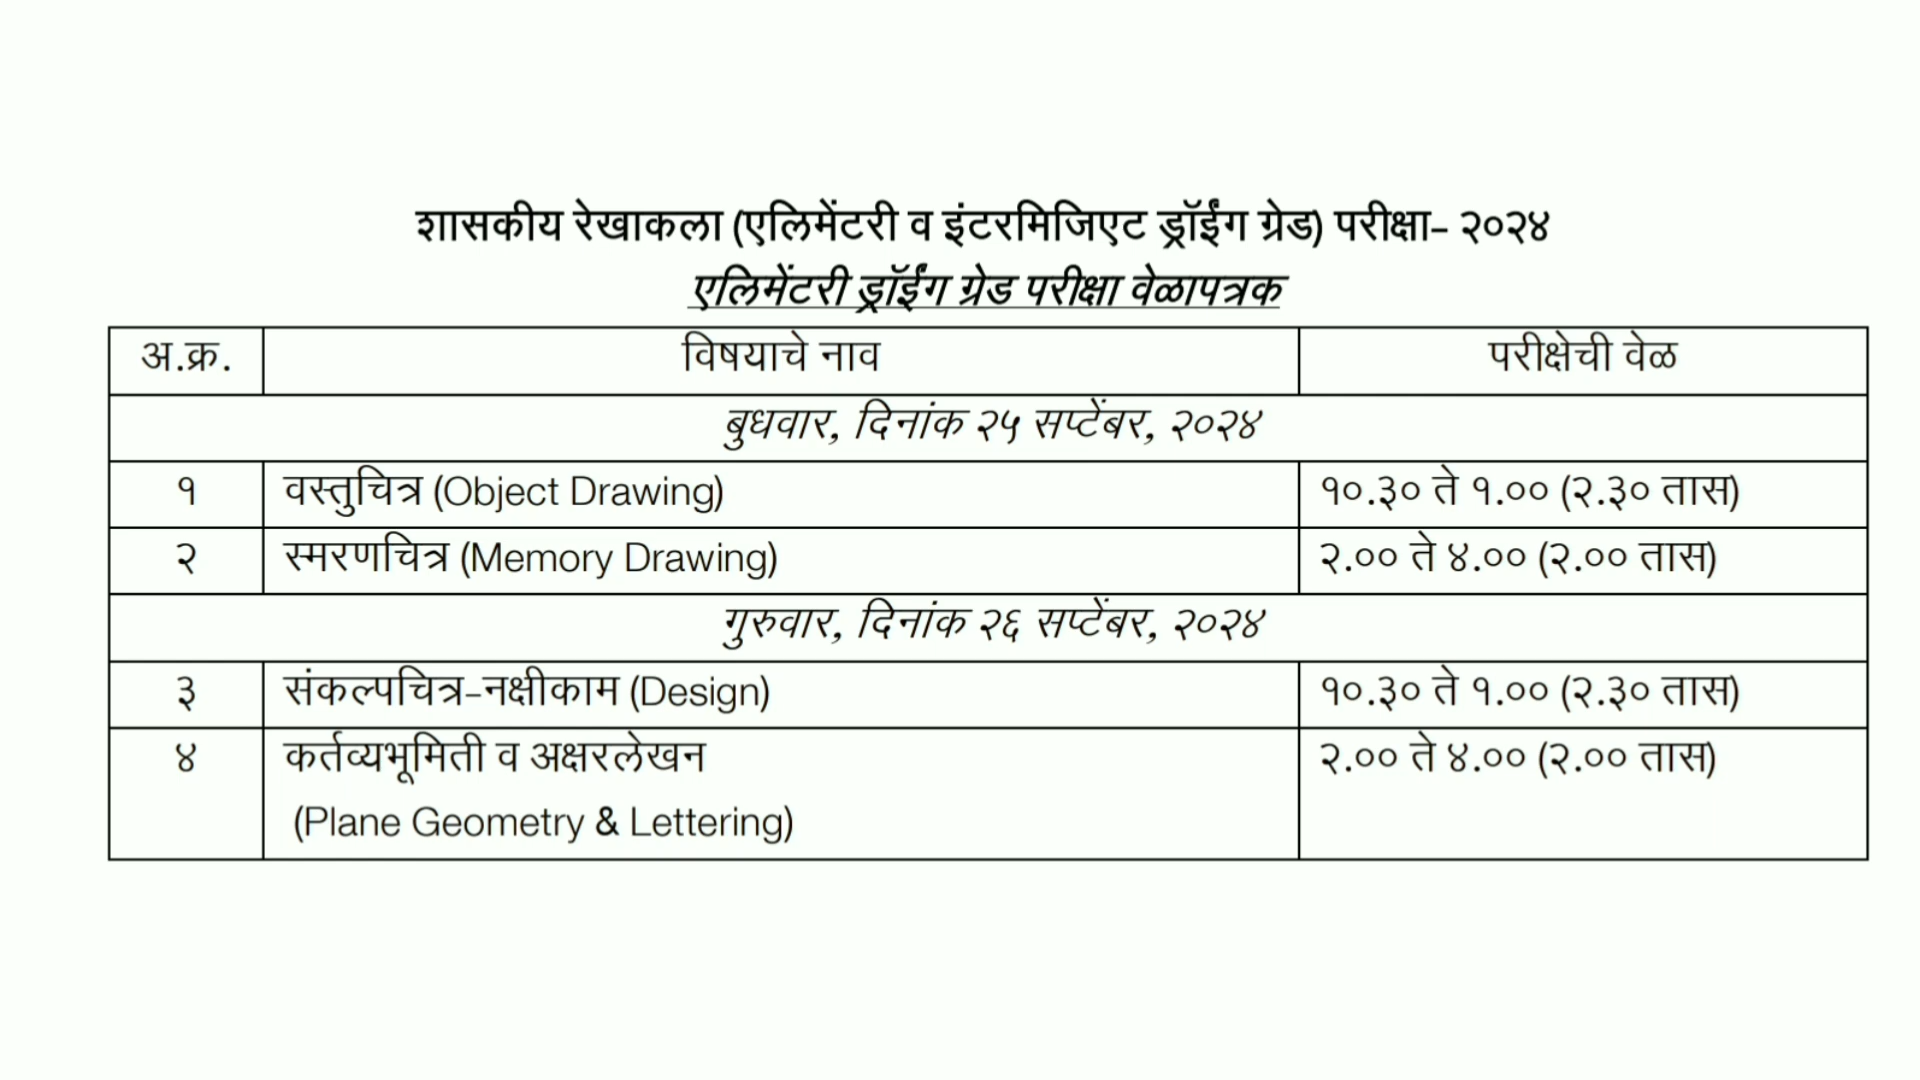 शासकीय रेखाकला (एलिमेंटरी व इंटरमिजिएट ड्रॉईंग ग्रेड) परीक्षा– २०२४
एलिमेंटरी ड्रॉईंग ग्रेड परीक्षा वेळापत्रक
अ.क्र. विषयाचे नाव परीक्षेची वेळ
बुधवार, दिनांक २५ सप्टेंबर, २०२४
१ वस्तुचित्र (Object Drawing) १०.३० ते १.०० (२.३० तास)
२ स्मरणचित्र (Memory Drawing) २.०० ते ४.०० (२.०० तास)
गुरुवार, दिनांक २६ सप्टेंबर, २०२४
३ संकल्पचित्र–नक्षीकाम (Design) १०.३० ते १.०० (२.३० तास)
४ कर्तव्यभूमिती व अक्षरलेखन २.०० ते ४.०० (२.०० तास)
(Plane Geometry & Lettering)